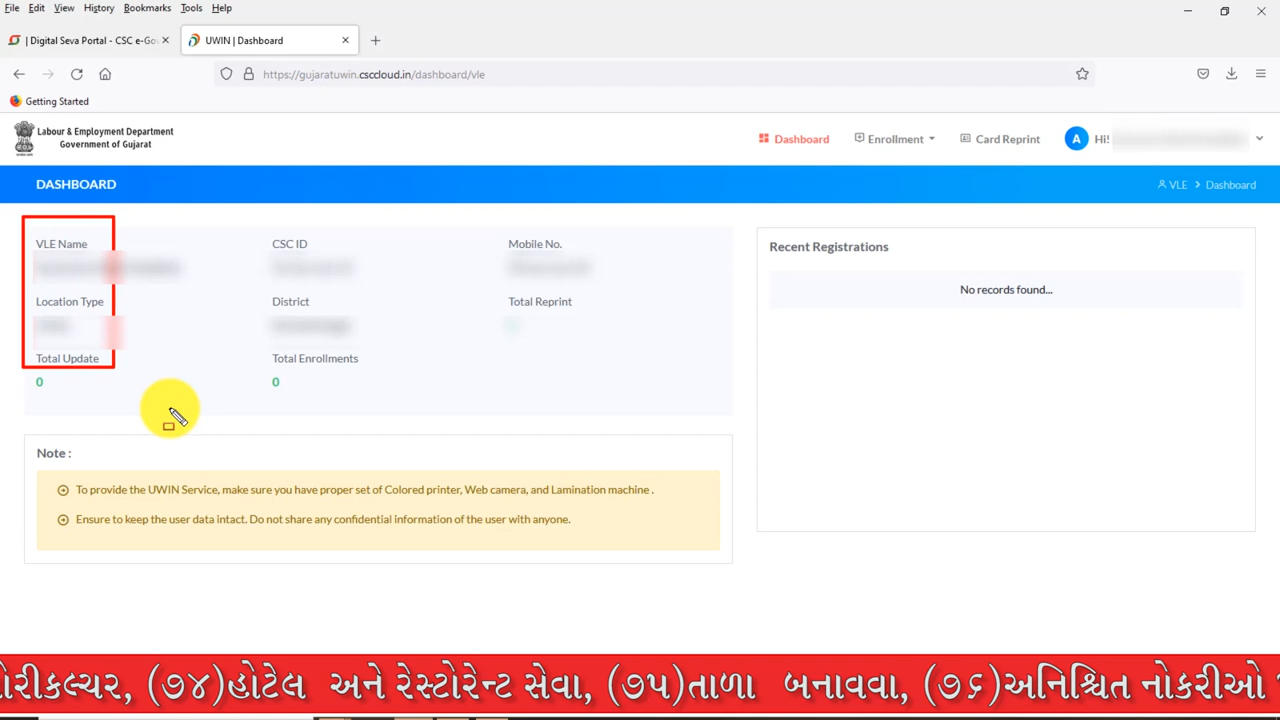 File Edit View History Bookmarks Tools Help
| Digital Seva Portal - CSC e-Go
UWIN | Dashboard
https://gujaratuwin.csccloud.in/dashboard/vle
Getting Started
Labour & Employment Department
Government of Gujarat
Dashboard Enrollment Card Reprint A Hi!
DASHBOARD
VLE > Dashboard
VLE Name CSC ID Mobile No.
Location Type District Total Reprint
Total Update Total Enrollments
0 0
Recent Registrations
No records found...
Note :
To provide the UWIN Service, make sure you have proper set of Colored printer, Web camera, and Lamination machine .
Ensure to keep the user data intact. Do not share any confidential information of the user with anyone.
(૭૪)હોટેલ અને રેસ્ટોરેન્ટ સેવા, (૭૫)તાળા બનાવવા, (૭૬)અનિશ્ચિત નોકરીઓ